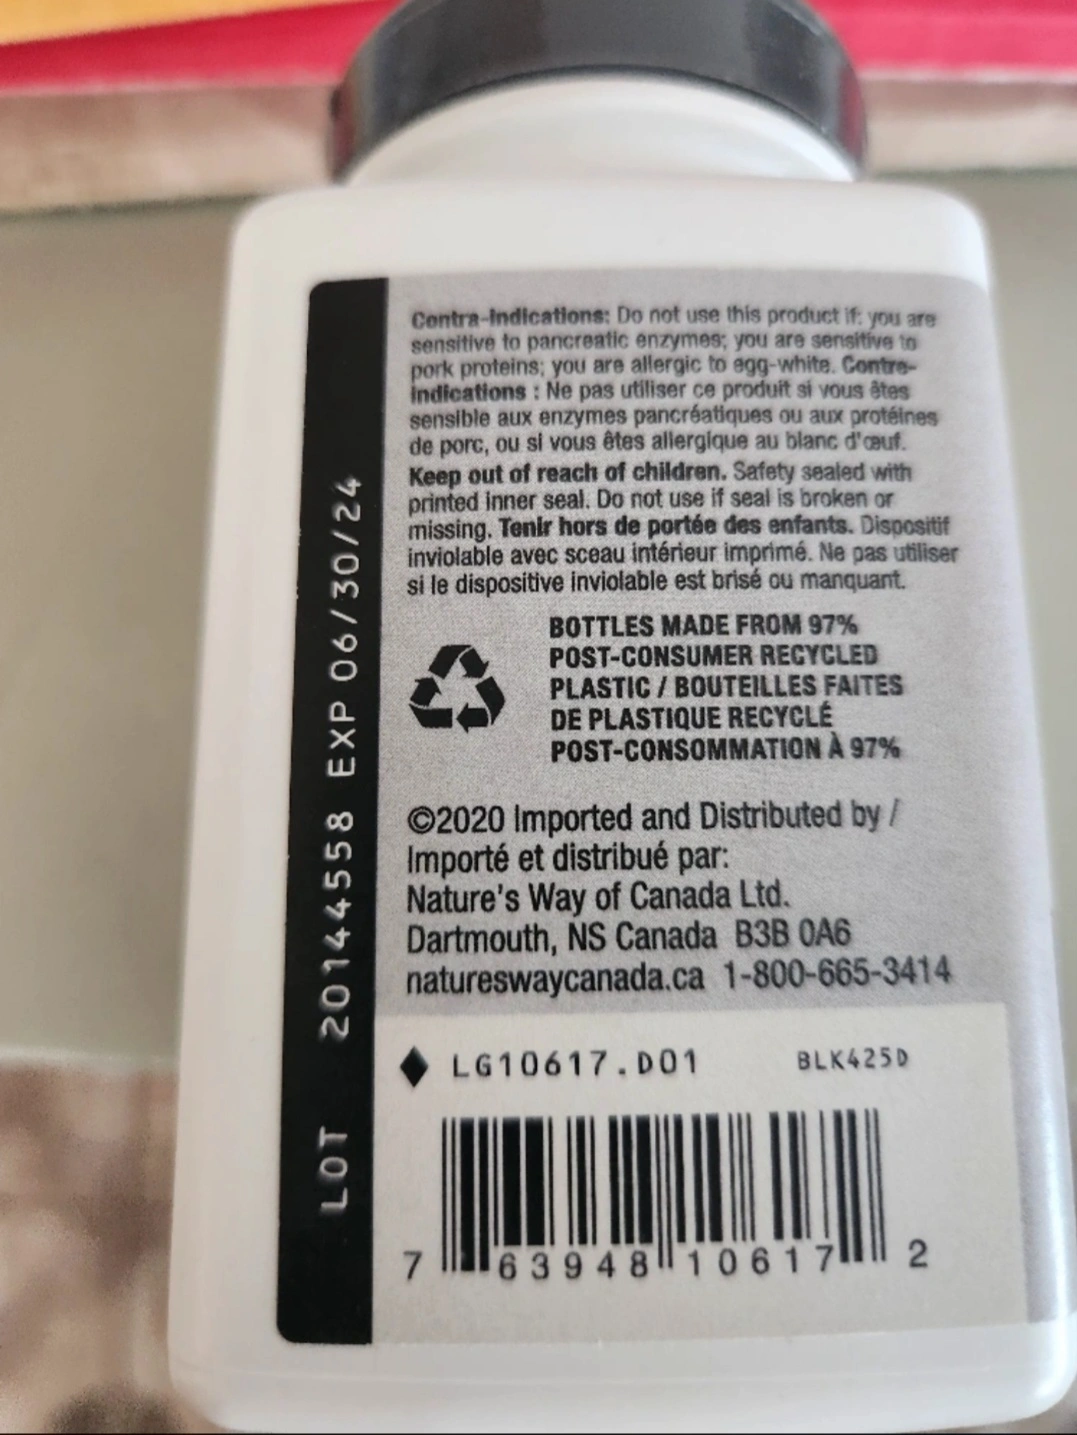 Contra-Indications: Do not use this product if: you are
sensitive to pancreatic enzymes; you are sensitive to
pork proteins; you are allergic to egg-white. Contre-
indications : Ne pas utiliser ce produit si vous êtes
sensible aux enzymes pancréatiques ou aux protéines
de porc, ou si vous êtes allergique au blanc d'œuf.
Keep out of reach of children. Safety sealed with
printed inner seal. Do not use if seal is broken or
missing. Tenir hors de portée des enfants. Dispositif
inviolable avec sceau intérieur imprimé. Ne pas utiliser
si le dispositive inviolable est brisé ou manquant.
BOTTLES MADE FROM 97%
POST-CONSUMER RECYCLED
PLASTIC / BOUTEILLES FAITES
DE PLASTIQUE RECYCLÉ
POST-CONSOMMATION À 97%
©2020 Imported and Distributed by /
Importé et distribué par:
Nature's Way of Canada Ltd.
Dartmouth, NS Canada B3B 0A6
natureswaycanada.ca 1-800-665-3414
LG10617.D01 BLK425D
7 63948 10617 2
LOT 20144558 EXP 06/30/24